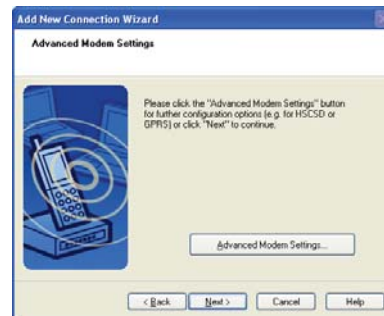 Add New Connection Wizard
Advanced Modem Settings
Please click the "Advanced Modem Settings" button
for further configuration options (e.g. for HSCSD or
GPRS) or click "Next" to continue.
Advanced Modem Settings...
< Back
Next >
Cancel
Help